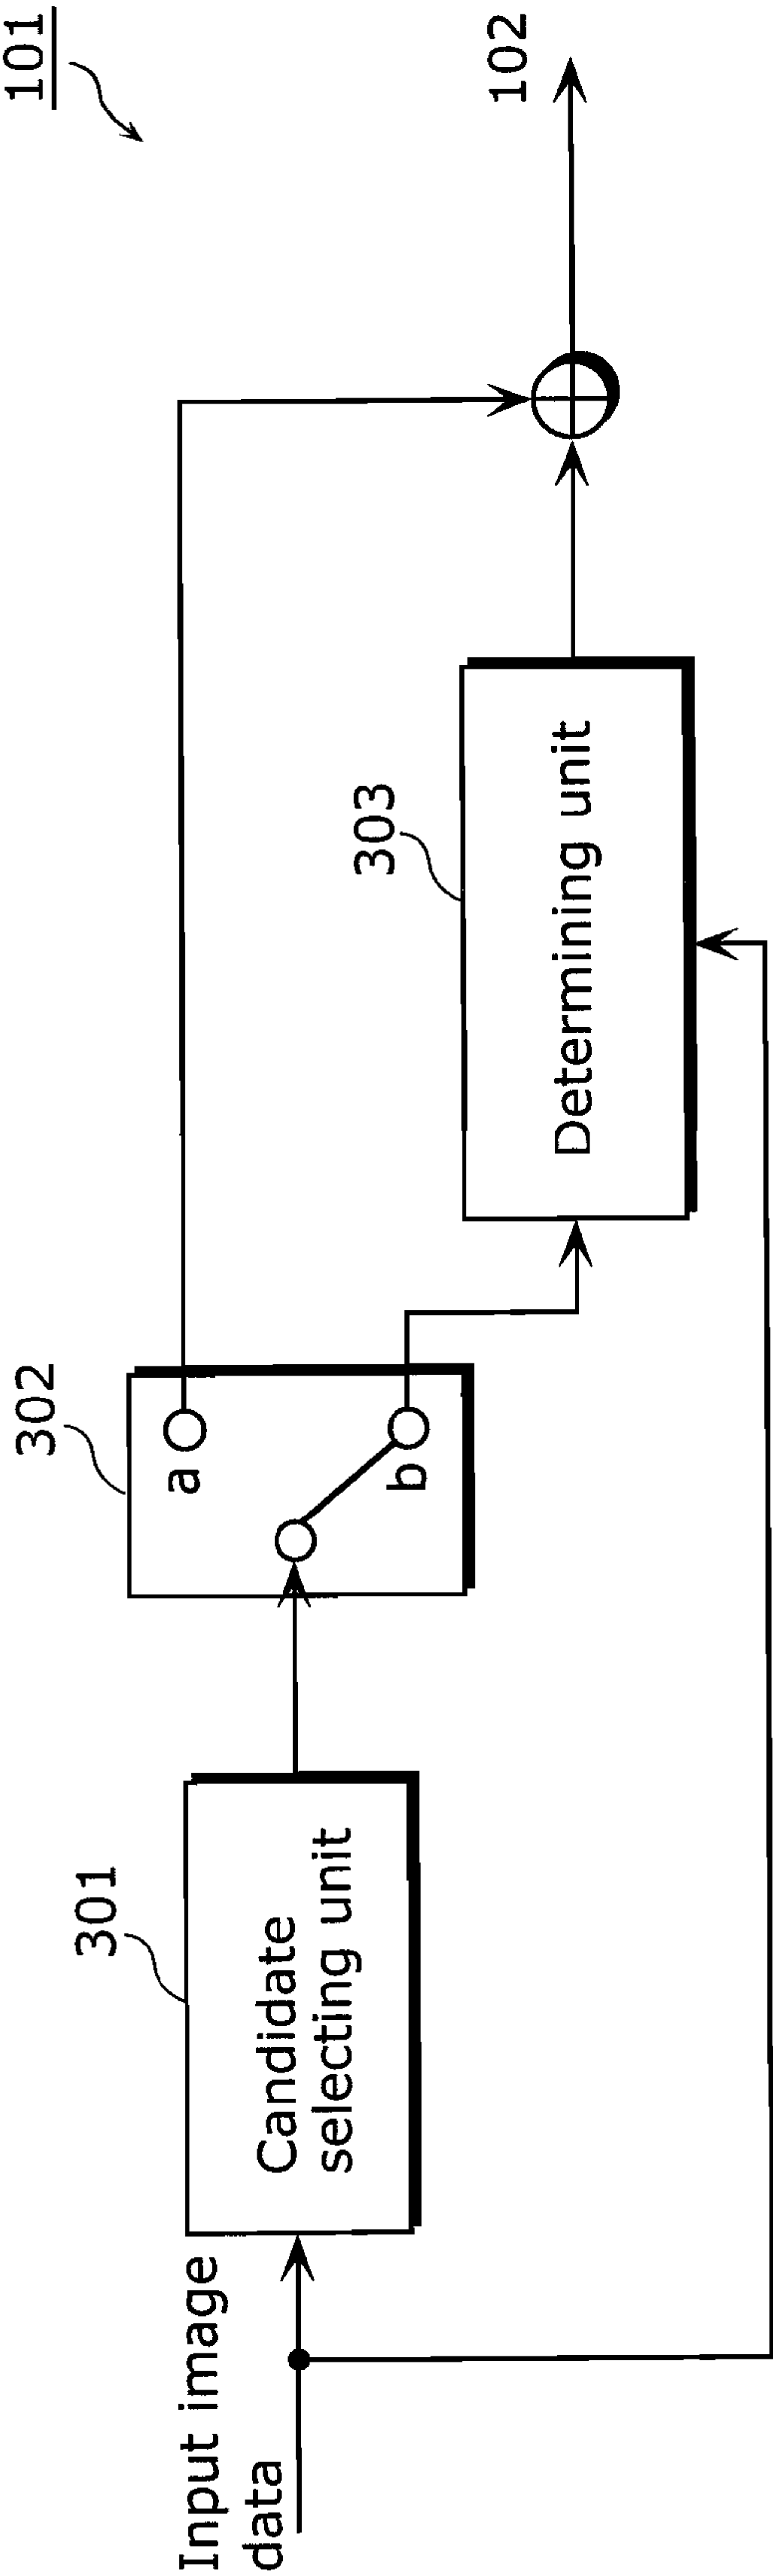 101
Input image
data
301
Candidate
selecting unit
302
a
b
303
Determining unit
102